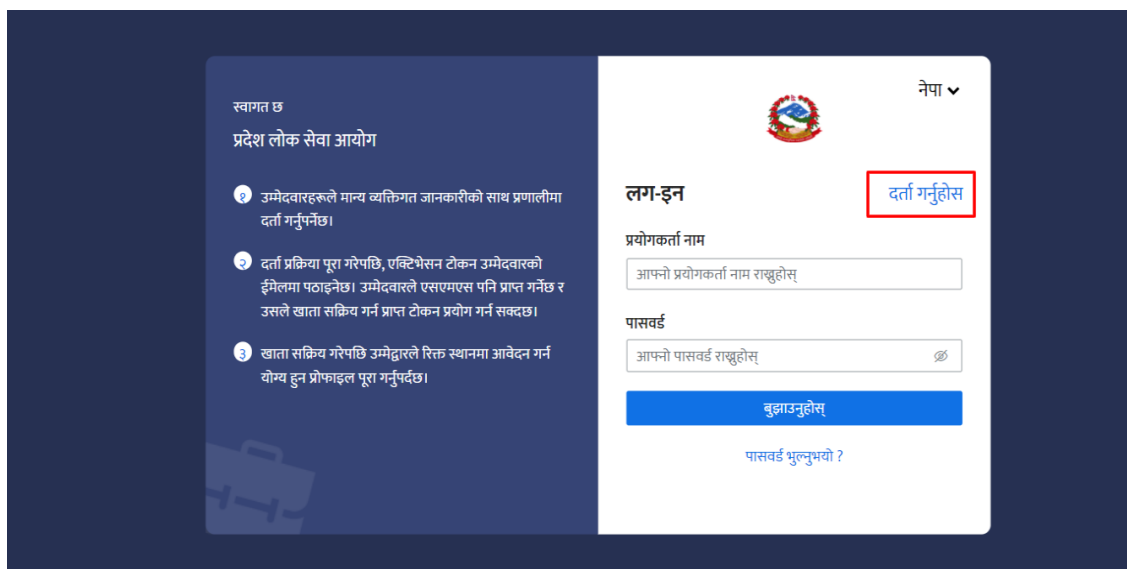 स्वागत छ
प्रदेश लोक सेवा आयोग
१ उम्मेदवारहरूले मान्य व्यक्तिगत जानकारीको साथ प्रणालीमा
दर्ता गर्नुपर्नेछ।
२ दर्ता प्रक्रिया पूरा गरेपछि, एक्टिभेसन टोकन उम्मेदवारको
ईमेलमा पठाइनेछ। उम्मेदवारले एसएमएस पनि प्राप्त गर्नेछ र
उसले खाता सक्रिय गर्न प्राप्त टोकन प्रयोग गर्न सक्दछ।
३ खाता सक्रिय गरेपछि उम्मेद्वारले रिक्त स्थानमा आवेदन गर्न
योग्य हुन प्रोफाइल पूरा गर्नुपर्दछ।
नेपा
लग-इन
दर्ता गर्नुहोस
प्रयोगकर्ता नाम
आफ्नो प्रयोगकर्ता नाम राख्नुहोस्
पासवर्ड
आफ्नो पासवर्ड राख्नुहोस्
बुझाउनुहोस्
पासवर्ड भुल्नुभयो ?